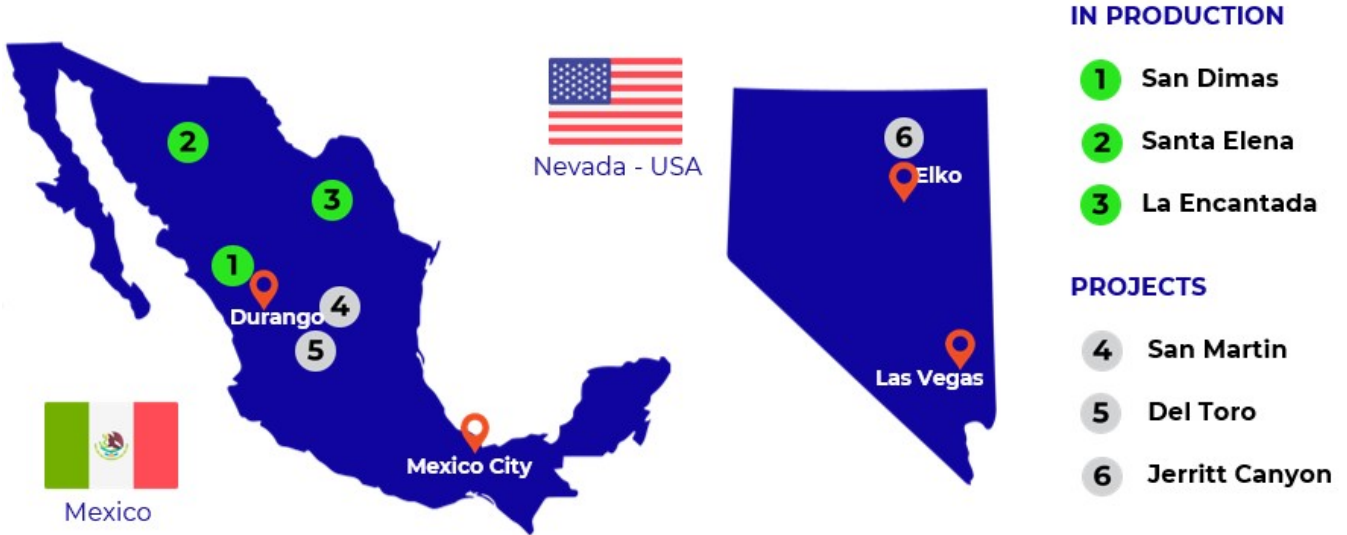 2
3
1
Durango
4
5
Mexico City
Mexico
Nevada - USA
6
Elko
Las Vegas
IN PRODUCTION
1 San Dimas
2 Santa Elena
3 La Encantada
PROJECTS
4 San Martin
5 Del Toro
6 Jerritt Canyon